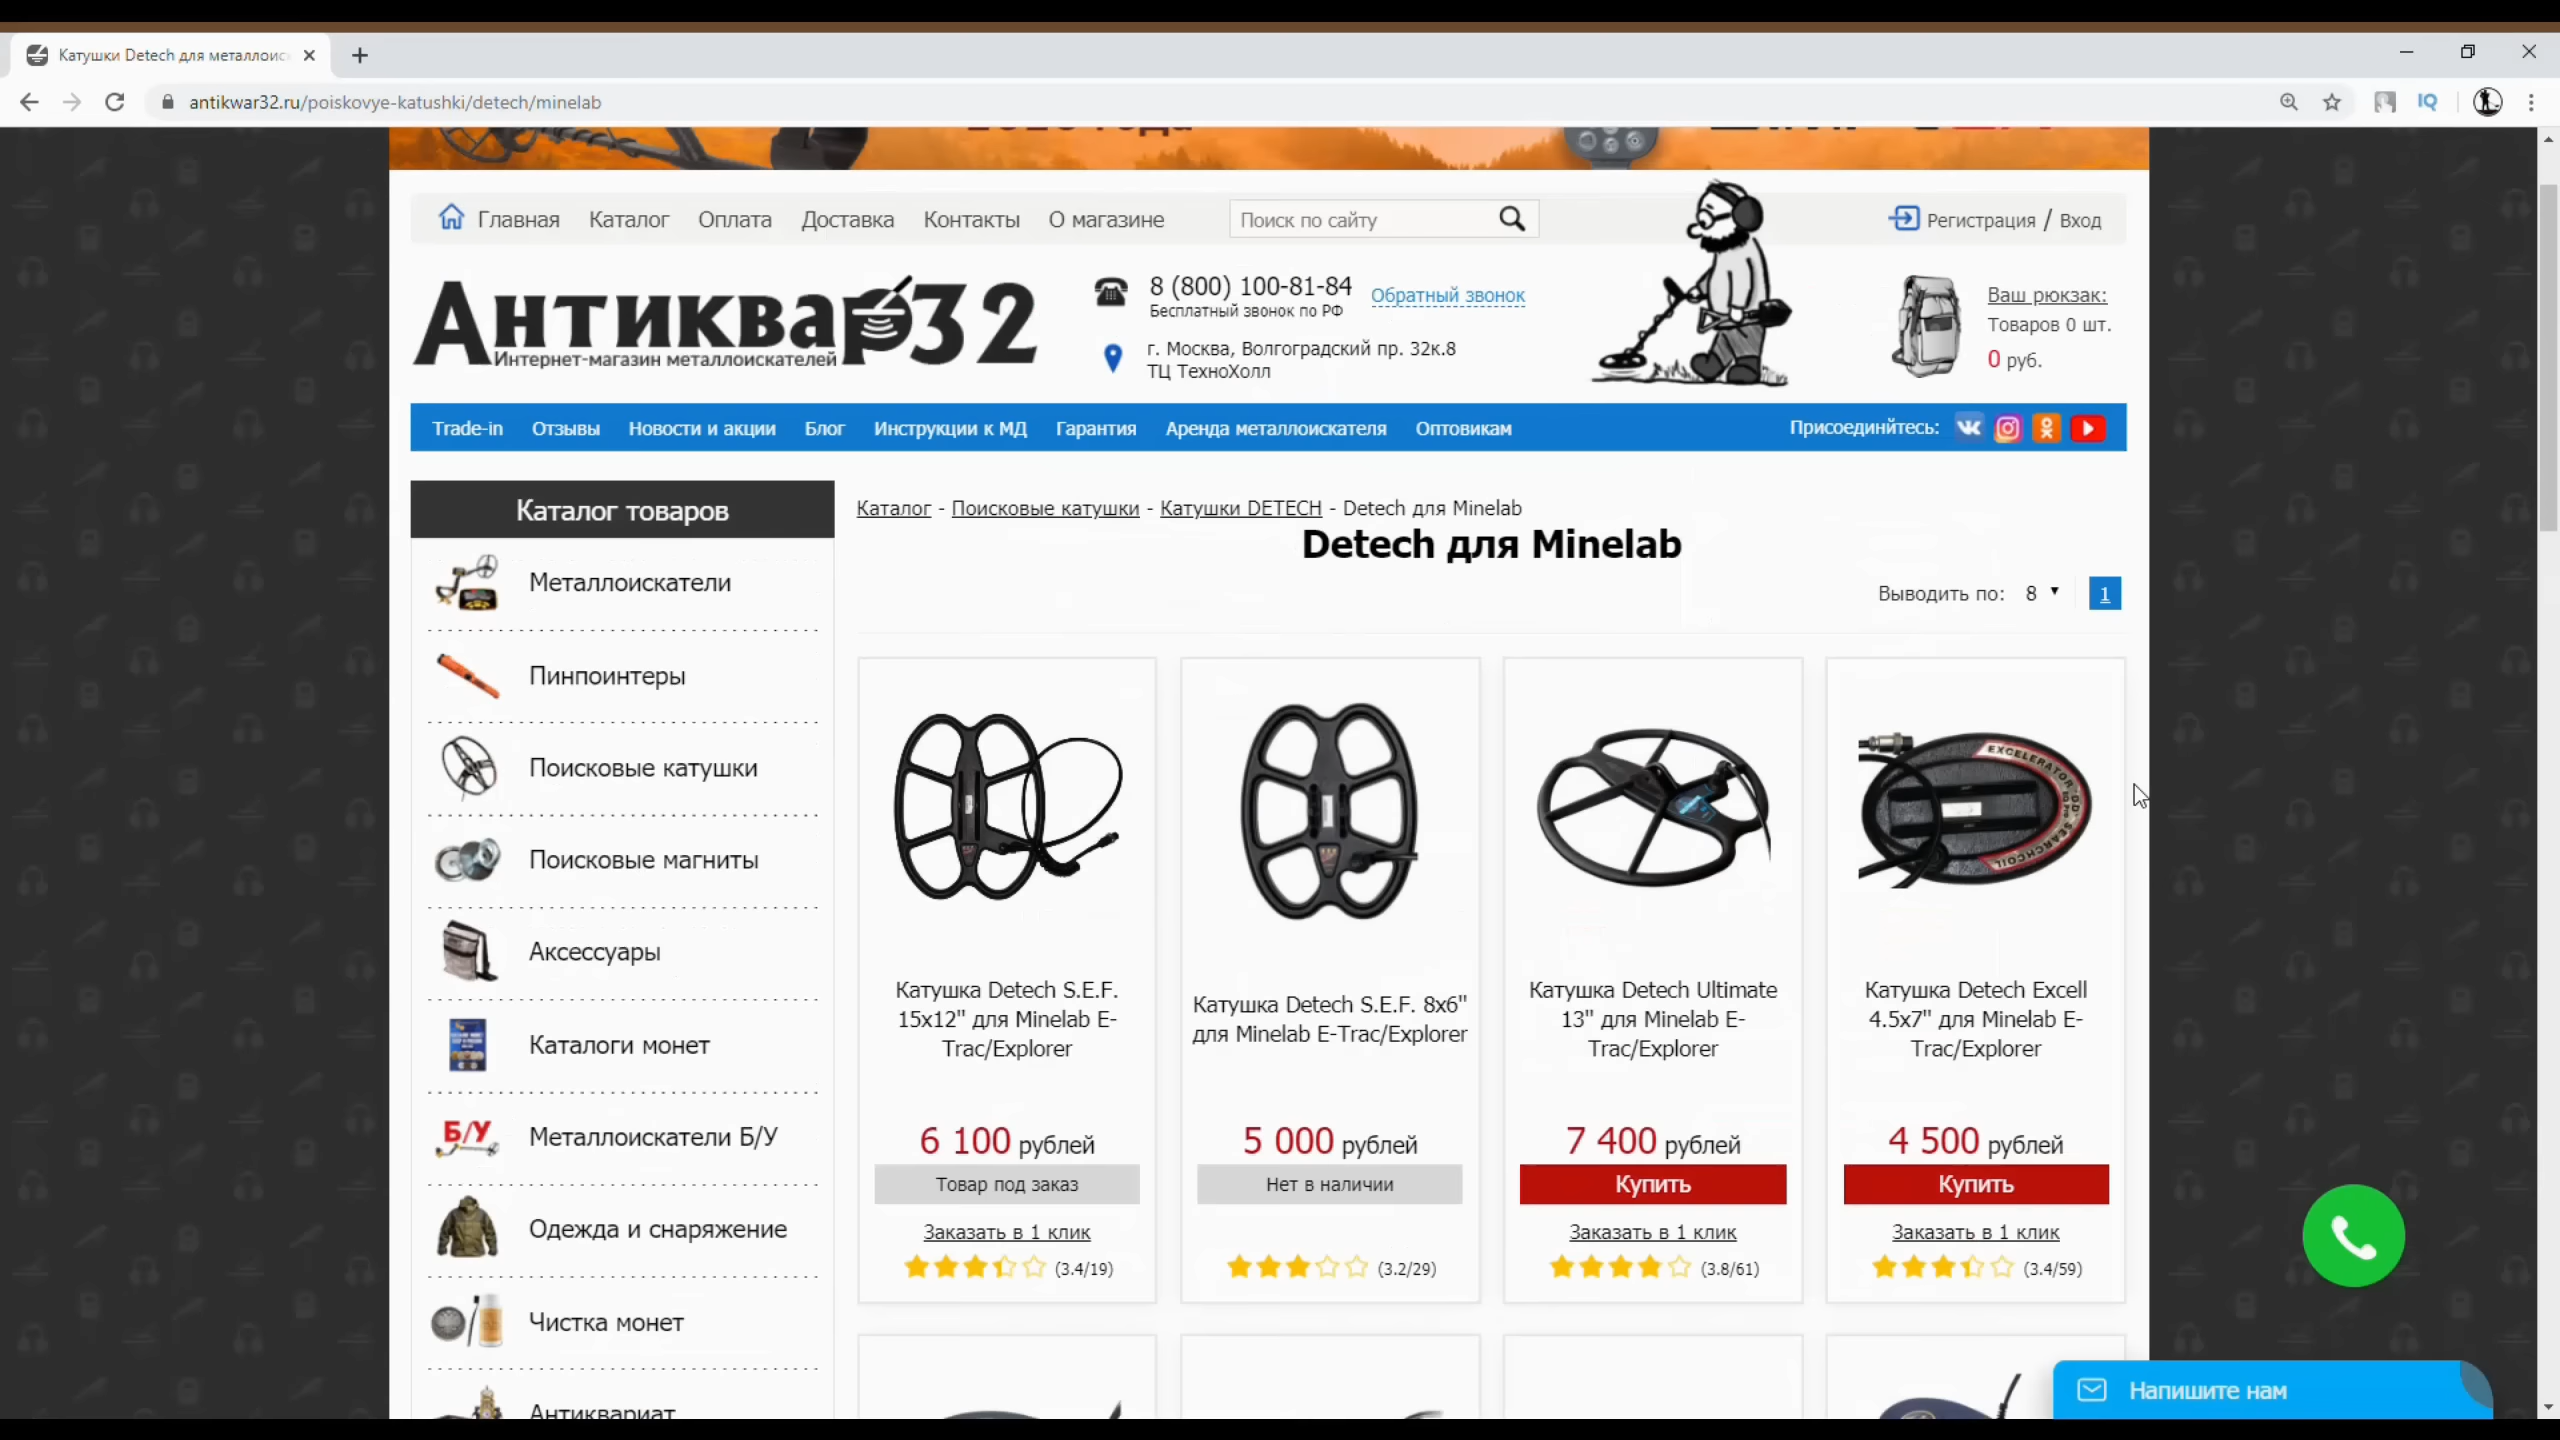 Катушки Detech для металлоис
antikwar32.ru/poiskovye-katushki/detech/minelab
IQ
Главная Каталог Оплата Доставка Контакты О магазине
Поиск по сайту
Регистрация / Вход
Антиквар32
Интернет-магазин металлоискателей
8 (800) 100-81-84
Бесплатный звонок по РФ
Обратный звонок
г. Москва, Волгоградский пр. 32к.8
ТЦ ТехноХолл
Ваш рюкзак:
Товаров 0 шт.
0 руб.
Trade-in Отзывы Новости и акции Блог Инструкции к МД Гарантия Аренда металлоискателя Оптовикам
Присоединйтесь:
Каталог товаров
Металлоискатели
Пинпоинтеры
Поисковые катушки
Поисковые магниты
Аксессуары
Каталоги монет
Б/У
Металлоискатели Б/У
Одежда и снаряжение
Чистка монет
Антиквариат
Каталог - Поисковые катушки - Катушки DETECH - Detech для Minelab
Detech для Minelab
Выводить по: 8
1
Катушка Detech S.E.F.
15x12" для Minelab E-
Trac/Explorer
6 100 рублей
Товар под заказ
Заказать в 1 клик
(3.4/19)
Катушка Detech S.E.F. 8x6"
для Minelab E-Trac/Explorer
5 000 рублей
Нет в наличии
(3.2/29)
Катушка Detech Ultimate
13" для Minelab E-
Trac/Explorer
7 400 рублей
Купить
Заказать в 1 клик
(3.8/61)
EXCELERATOR
SEARCHCOIL
Катушка Detech Excell
4.5x7" для Minelab E-
Trac/Explorer
4 500 рублей
Купить
Заказать в 1 клик
(3.4/59)
Напишите нам